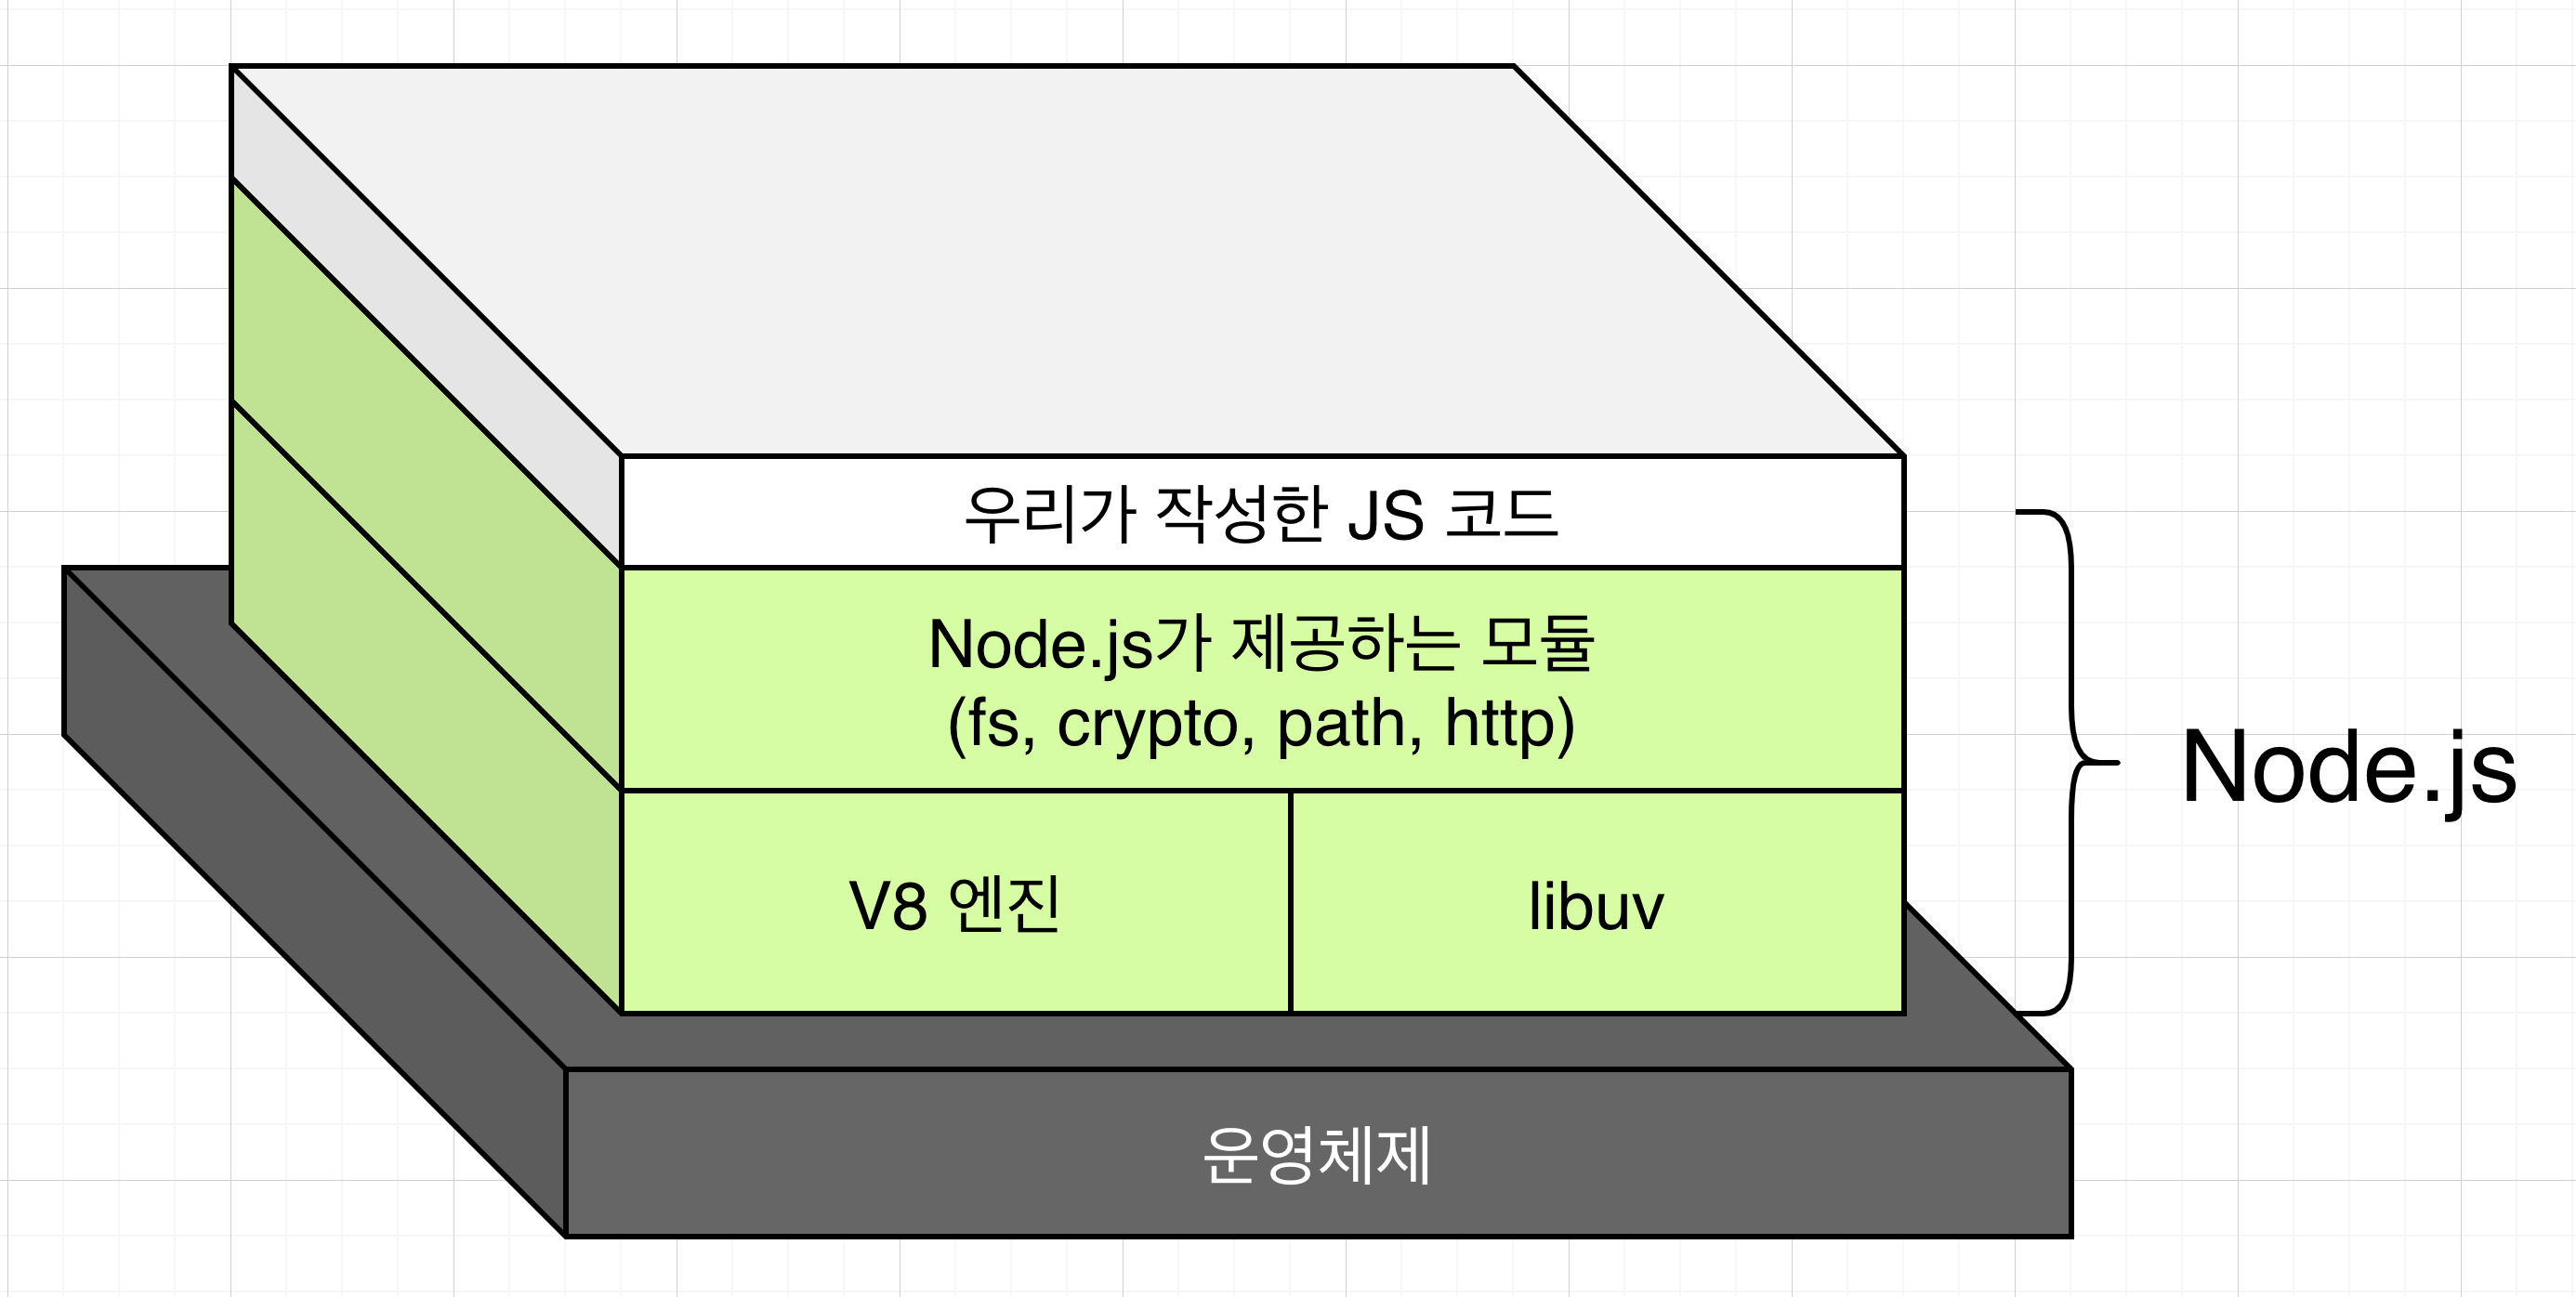 우리가 작성한 JS 코드
Node.js가 제공하는 모듈
(fs, crypto, path, http)
V8 엔진
libuv
Node.js
운영체제